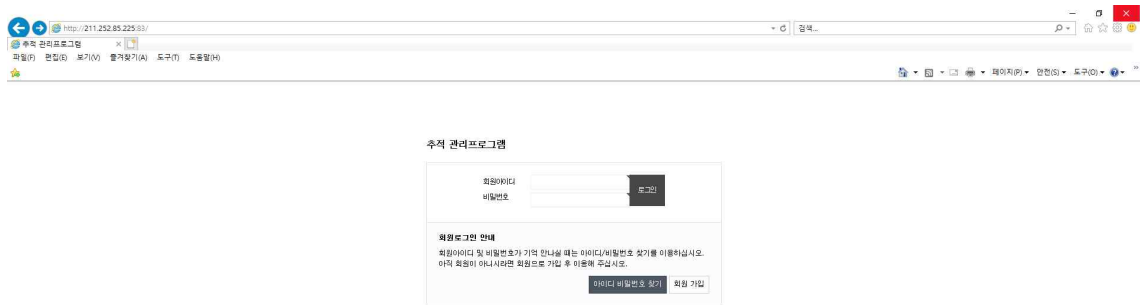 http://211.252.85.225:83/
검색...
추적 관리프로그램
파일(F) 편집(E) 보기(V) 즐겨찾기(A) 도구(T) 도움말(H)
페이지(P) 안전(S) 도구(O)
추적 관리프로그램
회원아이디
비밀번호
로그인
회원로그인 안내
회원아이디 및 비밀번호가 기억 안나실 때는 아이디/비밀번호 찾기를 이용하십시오.
아직 회원이 아니시라면 회원으로 가입 후 이용해 주십시오.
아이디 비밀번호 찾기 회원 가입